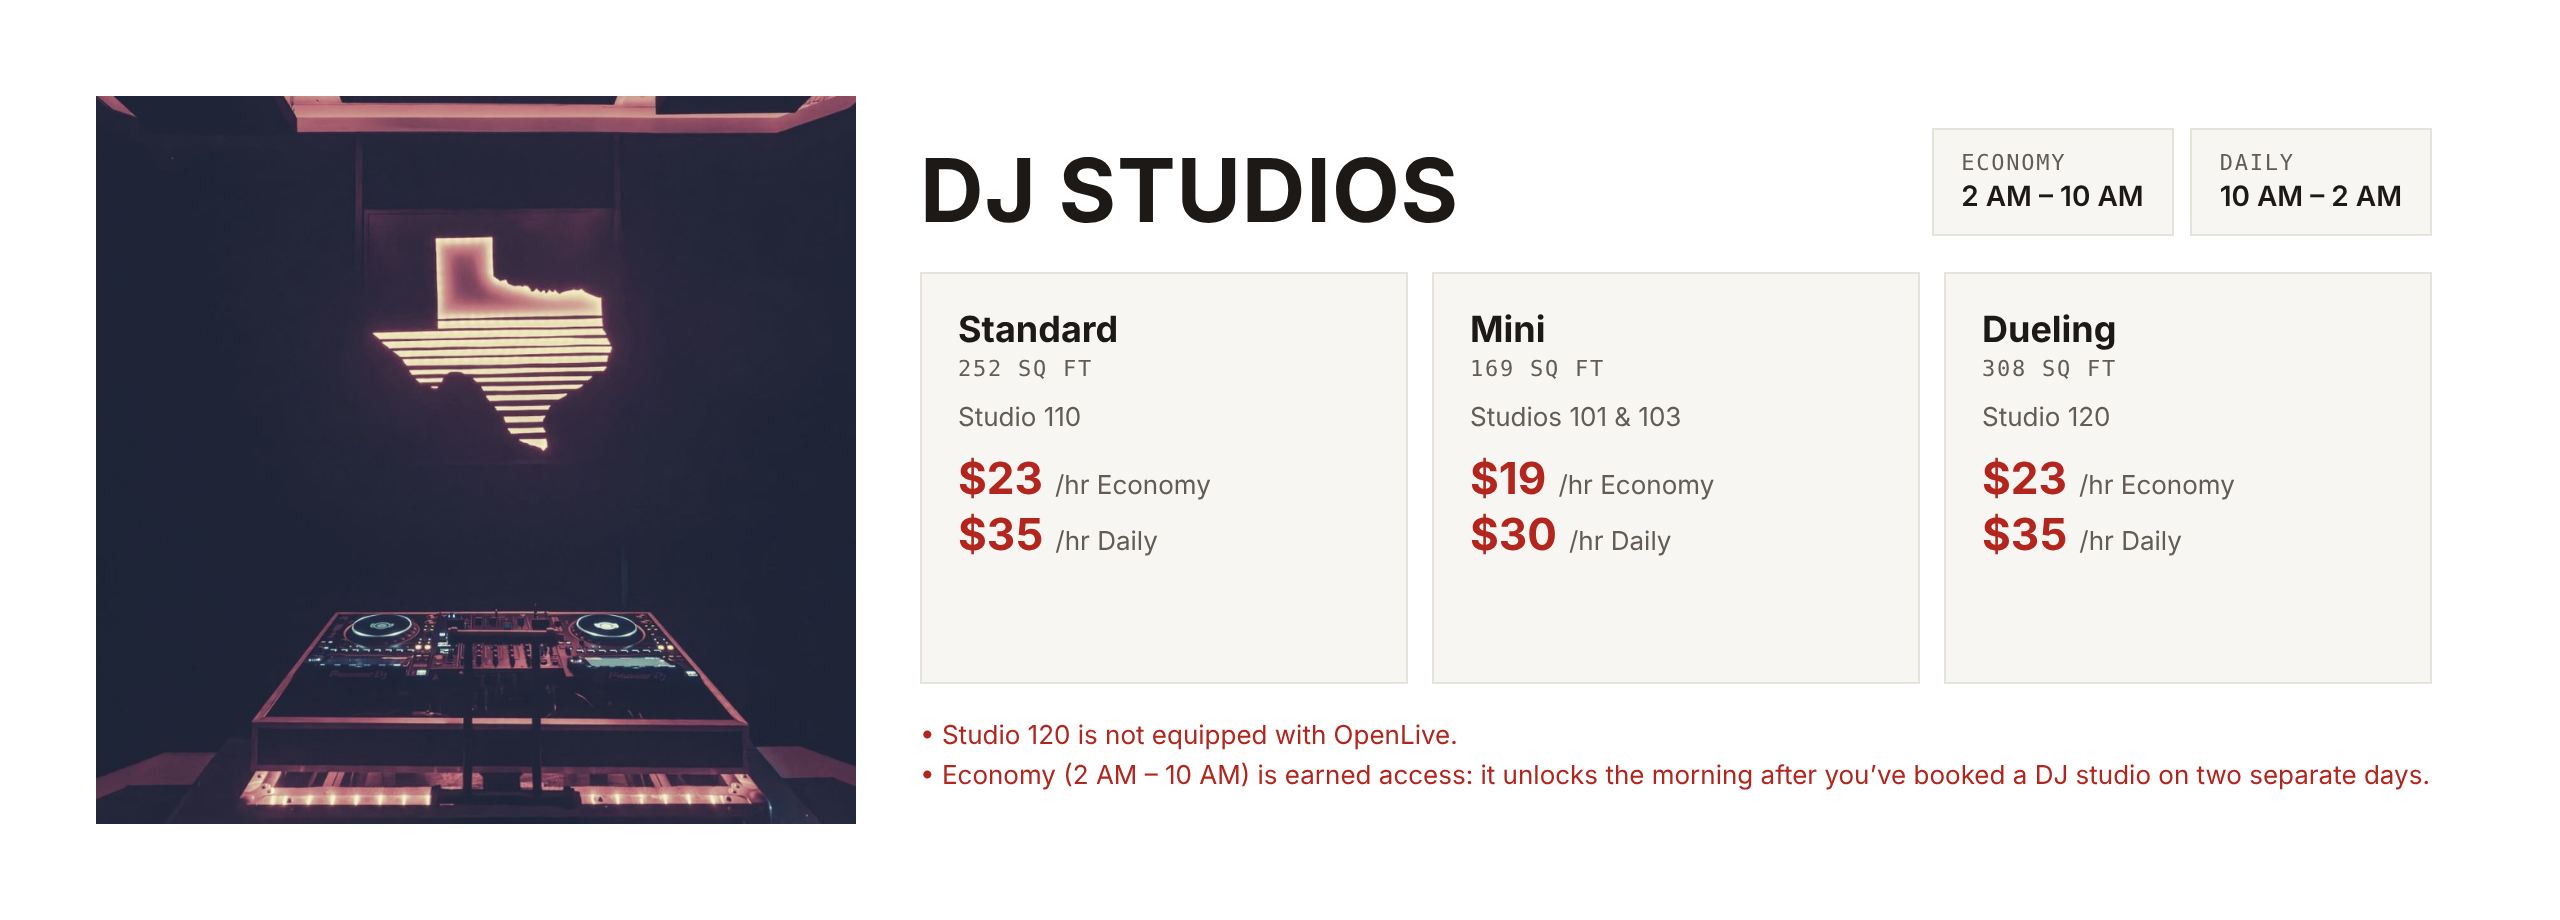 DJ STUDIOS
ECONOMY
2 AM – 10 AM
DAILY
10 AM – 2 AM
Standard
252 SQ FT
Studio 110
$23 /hr Economy
$35 /hr Daily
Mini
169 SQ FT
Studios 101 & 103
$19 /hr Economy
$30 /hr Daily
Dueling
308 SQ FT
Studio 120
$23 /hr Economy
$35 /hr Daily
• Studio 120 is not equipped with OpenLive.
• Economy (2 AM – 10 AM) is earned access: it unlocks the morning after you’ve booked a DJ studio on two separate days.